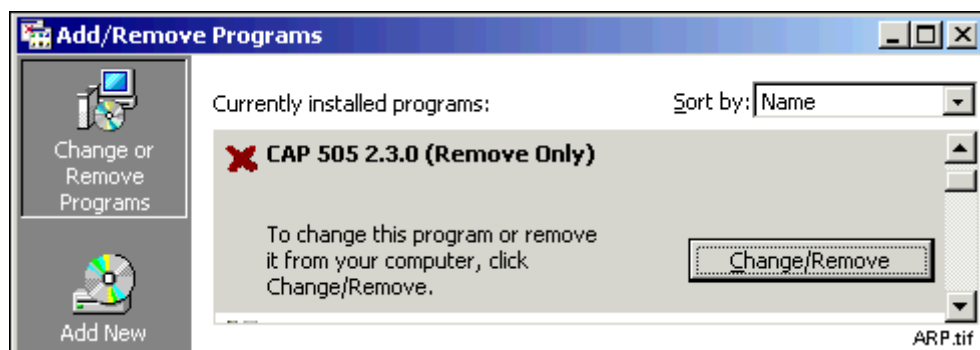 Add/Remove Programs
Change or
Remove
Programs
Add New
Currently installed programs:
Sort by: Name
CAP 505 2.3.0 (Remove Only)
To change this program or remove
it from your computer, click
Change/Remove.
Change/Remove
ARP.tif